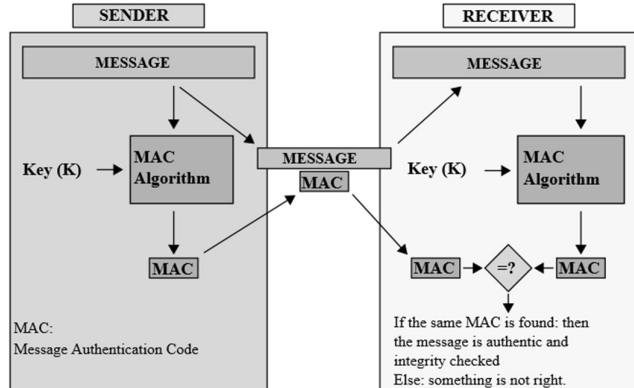 SENDER
RECEIVER
MESSAGE
MESSAGE
Key (K)
MAC
Algorithm
MESSAGE
MAC
Key (K)
MAC
Algorithm
MAC
MAC
=?
MAC
MAC:
Message Authentication Code
If the same MAC is found: then
the message is authentic and
integrity checked
Else: something is not right.